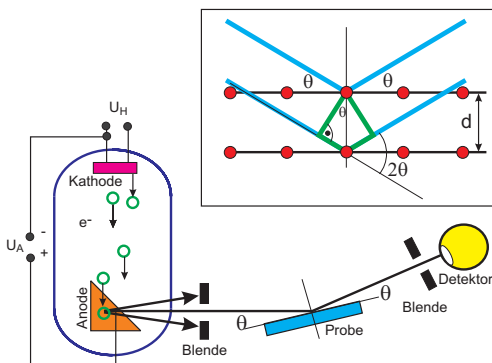 θ
θ
θ
d
2θ
U_H
Kathode
e-
U_A
-
+
Anode
Blende
θ
θ
Probe
Blende
Detektor